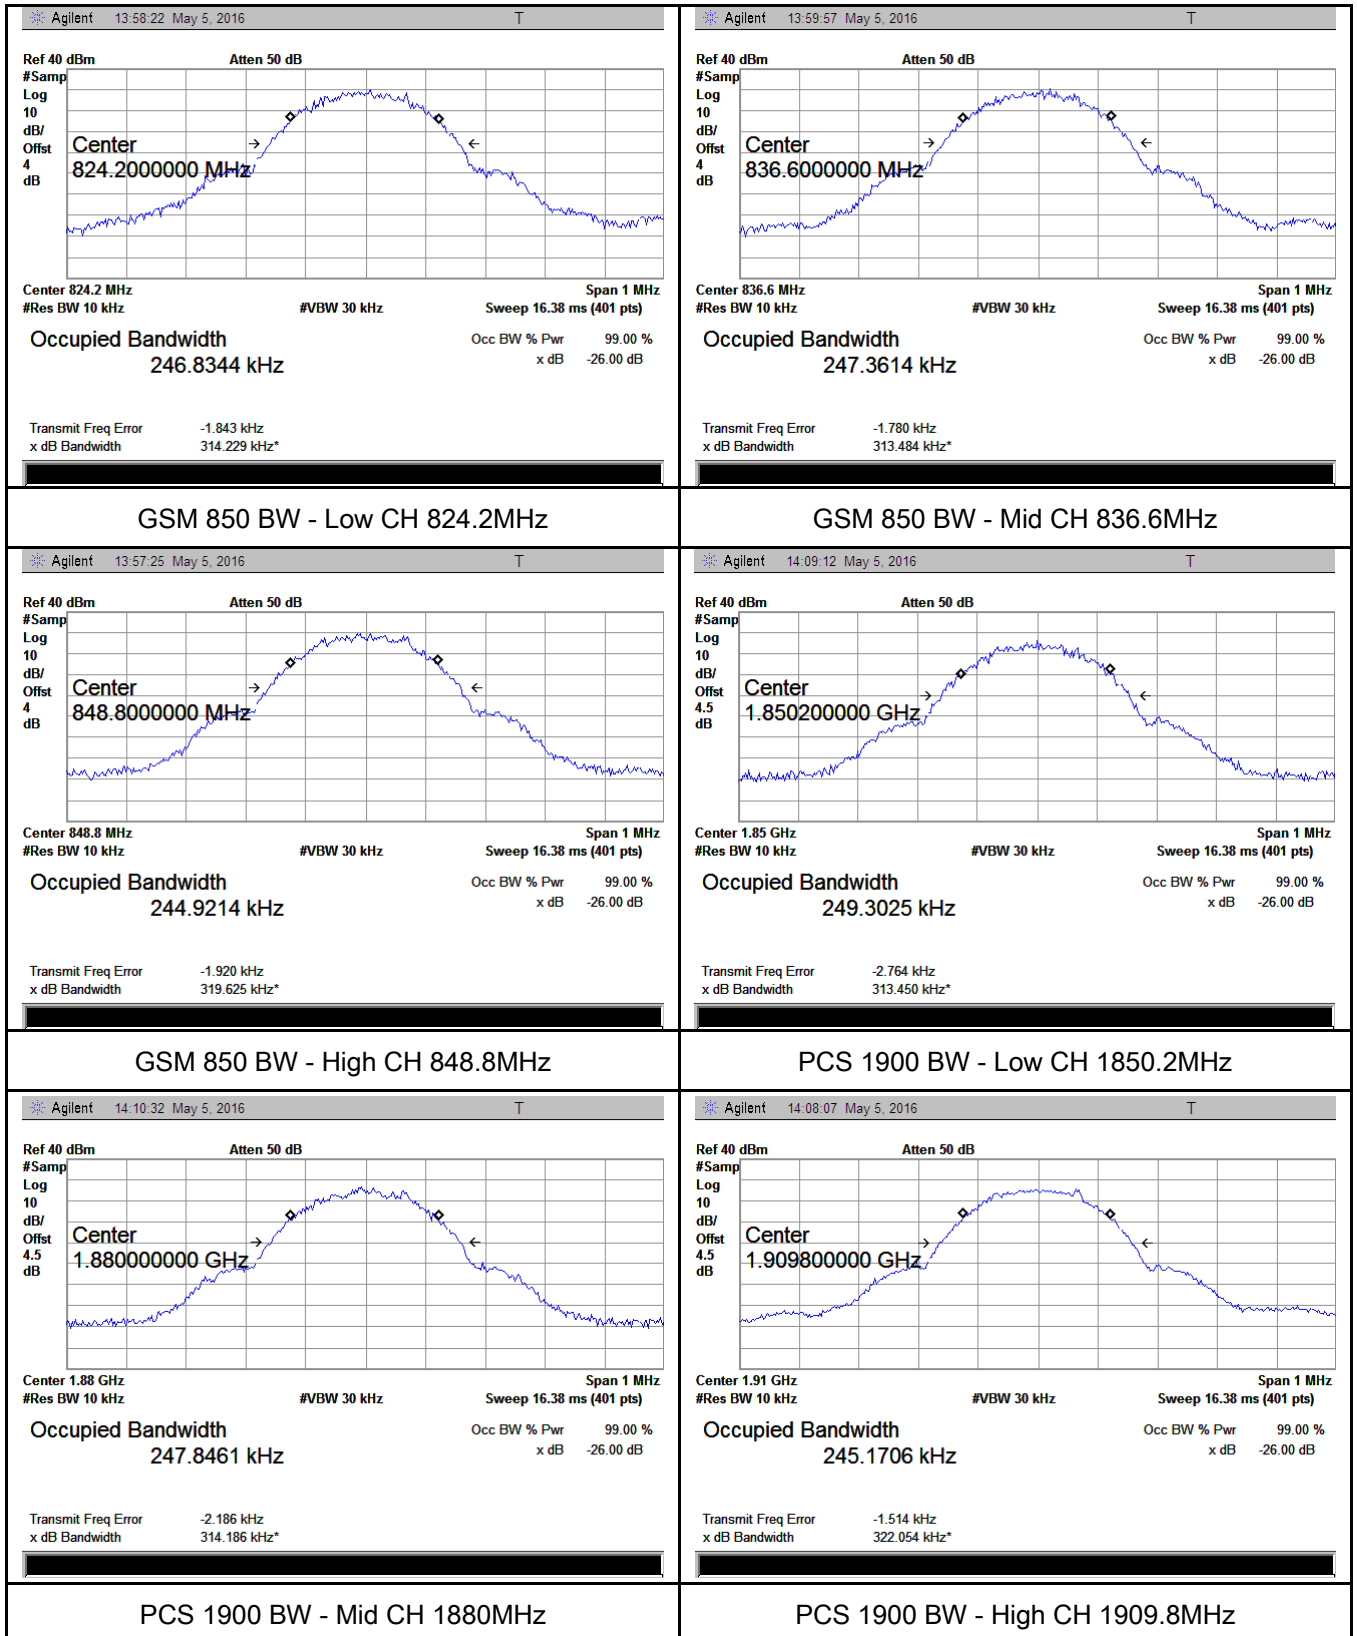 Agilent 13:58:22 May 5, 2016 T
Ref 40 dBm Atten 50 dB
#Samp
Log
10
dB/
Offst
4
dB
Center
824.2000000 MHz
Center 824.2 MHz Span 1 MHz
#Res BW 10 kHz #VBW 30 kHz Sweep 16.38 ms (401 pts)
Occupied Bandwidth Occ BW % Pwr 99.00 %
246.8344 kHz x dB -26.00 dB
Transmit Freq Error -1.843 kHz
x dB Bandwidth 314.229 kHz*
GSM 850 BW - Low CH 824.2MHz
Agilent 13:59:57 May 5, 2016 T
Ref 40 dBm Atten 50 dB
#Samp
Log
10
dB/
Offst
4
dB
Center
836.6000000 MHz
Center 836.6 MHz Span 1 MHz
#Res BW 10 kHz #VBW 30 kHz Sweep 16.38 ms (401 pts)
Occupied Bandwidth Occ BW % Pwr 99.00 %
247.3614 kHz x dB -26.00 dB
Transmit Freq Error -1.780 kHz
x dB Bandwidth 313.484 kHz*
GSM 850 BW - Mid CH 836.6MHz
Agilent 13:57:25 May 5, 2016 T
Ref 40 dBm Atten 50 dB
#Samp
Log
10
dB/
Offst
4
dB
Center
848.8000000 MHz
Center 848.8 MHz Span 1 MHz
#Res BW 10 kHz #VBW 30 kHz Sweep 16.38 ms (401 pts)
Occupied Bandwidth Occ BW % Pwr 99.00 %
244.9214 kHz x dB -26.00 dB
Transmit Freq Error -1.920 kHz
x dB Bandwidth 319.625 kHz*
GSM 850 BW - High CH 848.8MHz
Agilent 14:09:12 May 5, 2016 T
Ref 40 dBm Atten 50 dB
#Samp
Log
10
dB/
Offst
4.5
dB
Center
1.850200000 GHz
Center 1.85 GHz Span 1 MHz
#Res BW 10 kHz #VBW 30 kHz Sweep 16.38 ms (401 pts)
Occupied Bandwidth Occ BW % Pwr 99.00 %
249.3025 kHz x dB -26.00 dB
Transmit Freq Error -2.764 kHz
x dB Bandwidth 313.450 kHz*
PCS 1900 BW - Low CH 1850.2MHz
Agilent 14:10:32 May 5, 2016 T
Ref 40 dBm Atten 50 dB
#Samp
Log
10
dB/
Offst
4.5
dB
Center
1.880000000 GHz
Center 1.88 GHz Span 1 MHz
#Res BW 10 kHz #VBW 30 kHz Sweep 16.38 ms (401 pts)
Occupied Bandwidth Occ BW % Pwr 99.00 %
247.8461 kHz x dB -26.00 dB
Transmit Freq Error -2.186 kHz
x dB Bandwidth 314.186 kHz*
PCS 1900 BW - Mid CH 1880MHz
Agilent 14:08:07 May 5, 2016 T
Ref 40 dBm Atten 50 dB
#Samp
Log
10
dB/
Offst
4.5
dB
Center
1.909800000 GHz
Center 1.91 GHz Span 1 MHz
#Res BW 10 kHz #VBW 30 kHz Sweep 16.38 ms (401 pts)
Occupied Bandwidth Occ BW % Pwr 99.00 %
245.1706 kHz x dB -26.00 dB
Transmit Freq Error -1.514 kHz
x dB Bandwidth 322.054 kHz*
PCS 1900 BW - High CH 1909.8MHz